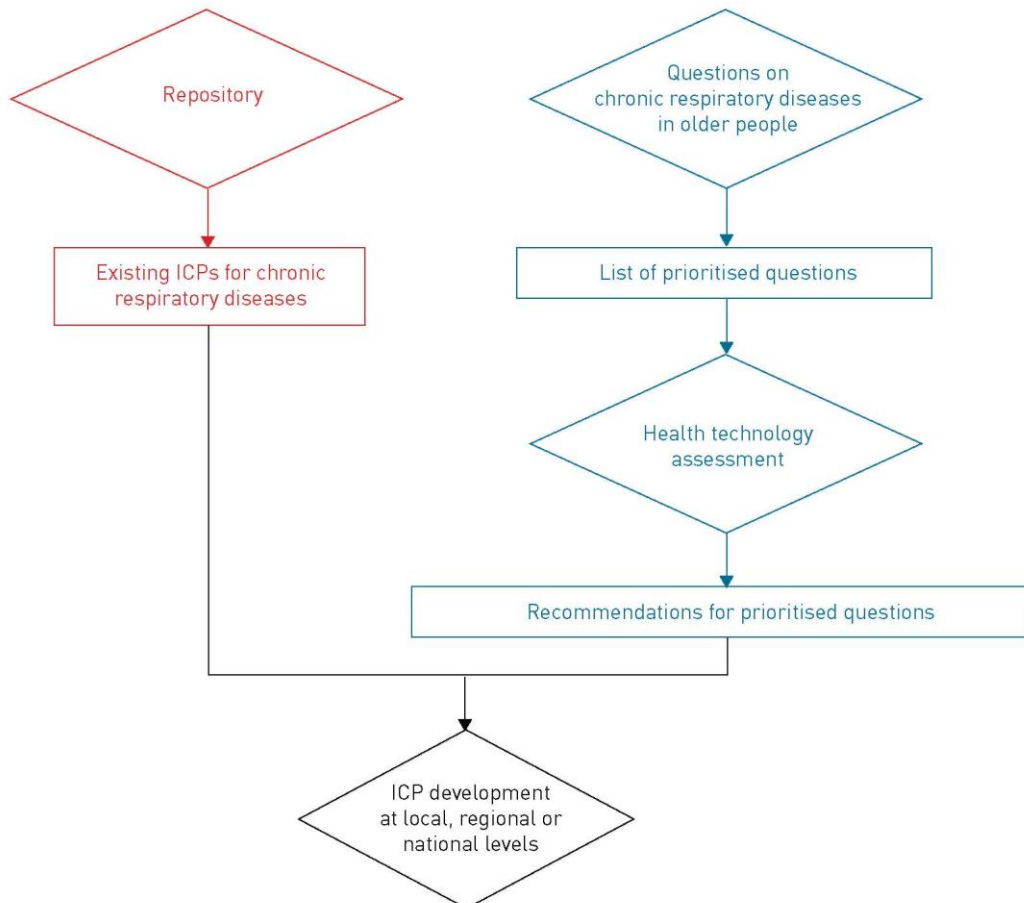 Repository
Questions on
chronic respiratory diseases
in older people
Existing ICPs for chronic
respiratory diseases
List of prioritised questions
Health technology
assessment
Recommendations for prioritised questions
ICP development
at local, regional or
national levels